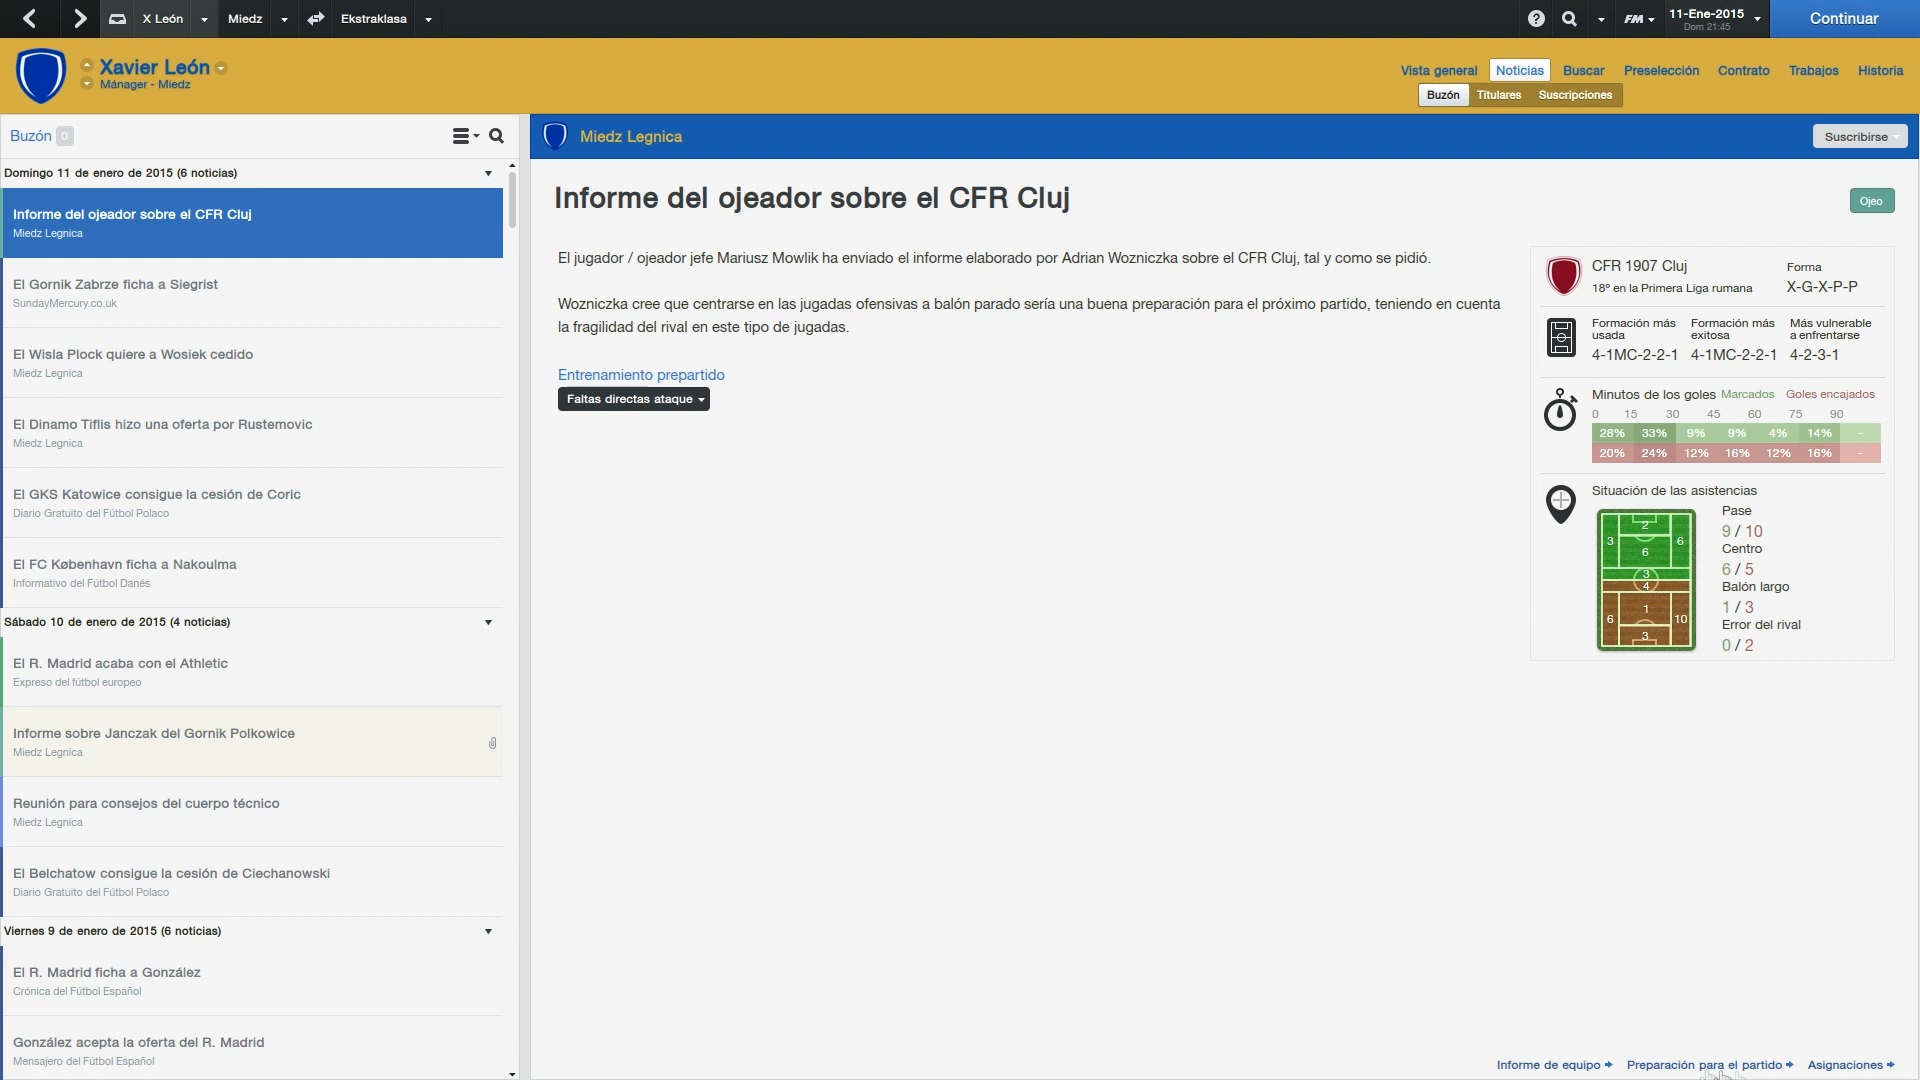 X León
Miedz
Ekstraklasa
FM
11-Ene-2015
Dom 21:45
Continuar
Xavier León
Mánager - Miedz
Vista general
Noticias
Buscar
Preselección
Contrato
Trabajos
Historia
Buzón
Titulares
Suscripciones
Buzón 0
Domingo 11 de enero de 2015 (6 noticias)
Informe del ojeador sobre el CFR Cluj
Miedz Legnica
El Gornik Zabrze ficha a Siegrist
SundayMercury.co.uk
El Wisla Plock quiere a Wosiek cedido
Miedz Legnica
El Dinamo Tiflis hizo una oferta por Rustemovic
Miedz Legnica
El GKS Katowice consigue la cesión de Coric
Diario Gratuito del Fútbol Polaco
El FC København ficha a Nakoulma
Informativo del Fútbol Danés
Sábado 10 de enero de 2015 (4 noticias)
El R. Madrid acaba con el Athletic
Expreso del fútbol europeo
Informe sobre Janczak del Gornik Polkowice
Miedz Legnica
Reunión para consejos del cuerpo técnico
Miedz Legnica
El Belchatow consigue la cesión de Ciechanowski
Diario Gratuito del Fútbol Polaco
Viernes 9 de enero de 2015 (6 noticias)
El R. Madrid ficha a González
Crónica del Fútbol Español
González acepta la oferta del R. Madrid
Mensajero del Fútbol Español
Miedz Legnica
Suscribirse
Informe del ojeador sobre el CFR Cluj
Ojeo
El jugador / ojeador jefe Mariusz Mowlik ha enviado el informe elaborado por Adrian Wozniczka sobre el CFR Cluj, tal y como se pidió.
Wozniczka cree que centrarse en las jugadas ofensivas a balón parado sería una buena preparación para el próximo partido, teniendo en cuenta
la fragilidad del rival en este tipo de jugadas.
Entrenamiento prepartido
Faltas directas ataque
CFR 1907 Cluj
18º en la Primera Liga rumana
Forma
X-G-X-P-P
Formación más usada
4-1MC-2-2-1
Formación más exitosa
4-1MC-2-2-1
Más vulnerable a enfrentarse
4-2-3-1
Minutos de los goles Marcados Goles encajados
0 15 30 45 60 75 90
28% 33% 9% 9% 4% 14% -
20% 24% 12% 16% 12% 16% -
Situación de las asistencias
2
3 6
6
3
4
1
6 10
3
Pase
9 / 10
Centro
6 / 5
Balón largo
1 / 3
Error del rival
0 / 2
Informe de equipo
Preparación para el partido
Asignaciones